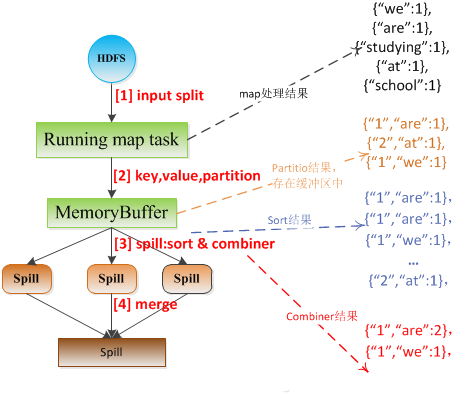 HDFS
[1] input split
Running map task
[2] key,value,partition
MemoryBuffer
[3] spill:sort & combiner
Spill
Spill
Spill
[4] merge
Spill
map处理结果
{"we":1},
{"are":1},
{"studying":1},
{"at":1},
{"school":1}
Partitio结果,
存在缓冲区中
{"1","are":1}
{"2","at":1},
{"1","we":1}
Sort结果
{"1","are":1},
{"1","are":1},
{"1","we":1},
...
{"2","at":1},
Combiner结果
{"1","are":2},
{"1","we":1},